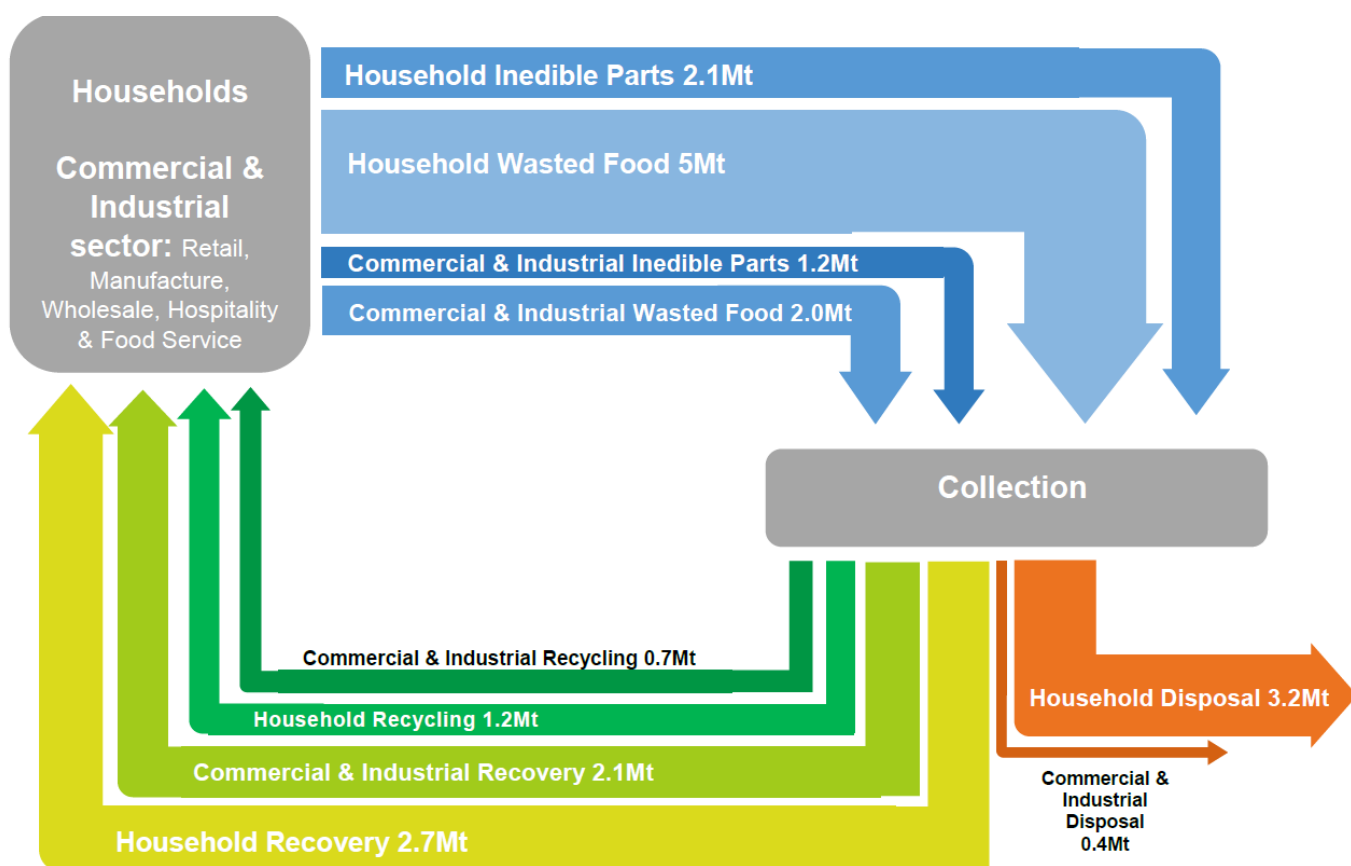 Households
Commercial &
Industrial
sector: Retail,
Manufacture,
Wholesale, Hospitality
& Food Service
Household Inedible Parts 2.1Mt
Household Wasted Food 5Mt
Commercial & Industrial Inedible Parts 1.2Mt
Commercial & Industrial Wasted Food 2.0Mt
Collection
Commercial & Industrial Recycling 0.7Mt
Household Recycling 1.2Mt
Commercial & Industrial Recovery 2.1Mt
Household Recovery 2.7Mt
Household Disposal 3.2Mt
Commercial &
Industrial
Disposal
0.4Mt